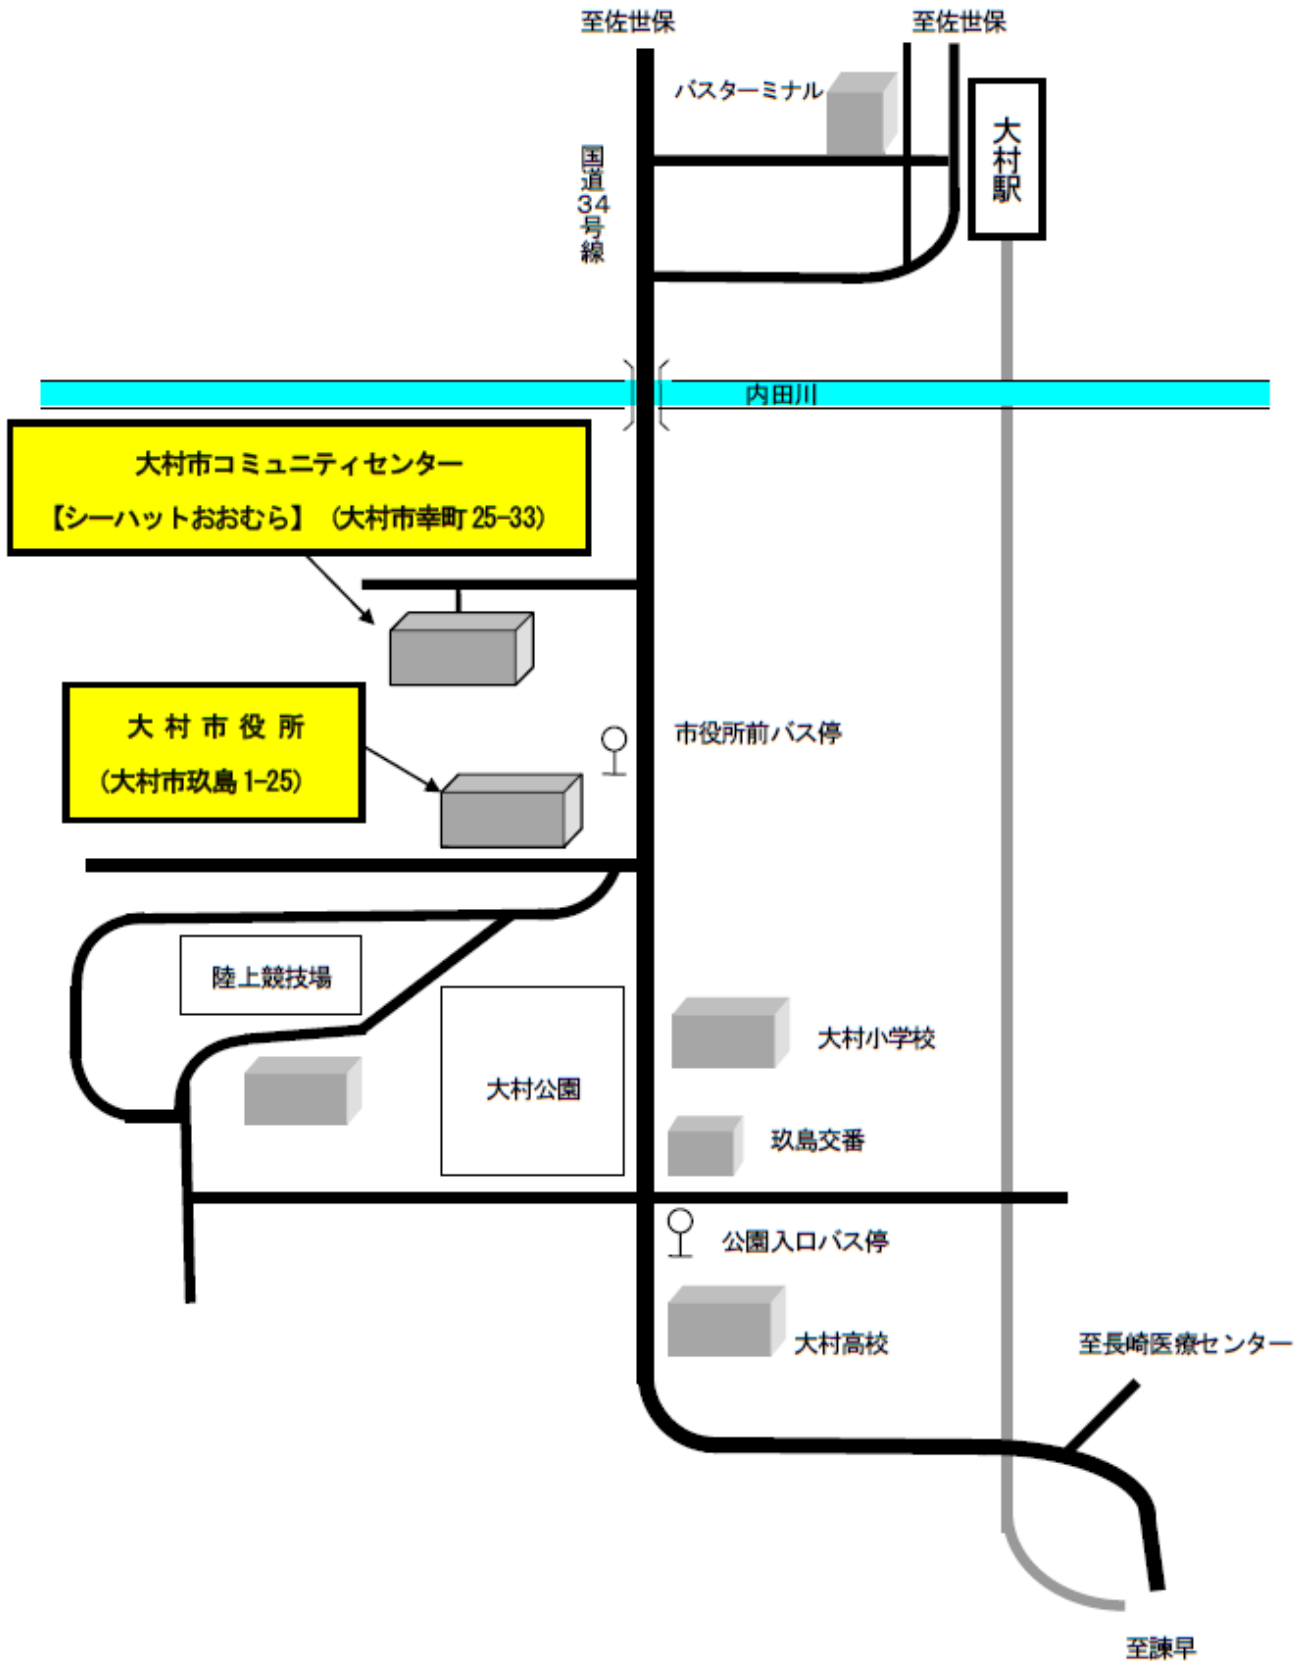 至佐世保
至佐世保
バスターミナル
大村駅
国道34号線
内田川
大村市コミュニティセンター
【シーハットおおむら】（大村市幸町25-33）
大村市役所
（大村市玖島1-25）
市役所前バス停
陸上競技場
大村公園
大村小学校
玖島交番
公園入口バス停
大村高校
至長崎医療センター
至諫早